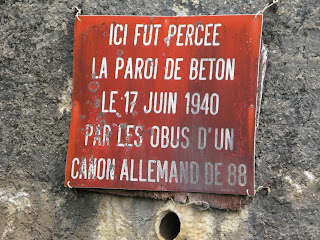 ICI FUT PERCEE
LA PAROI DE BETON
LE 17 JUIN 1940
PAR LES OBUS D'UN
CANON ALLEMAND DE 88